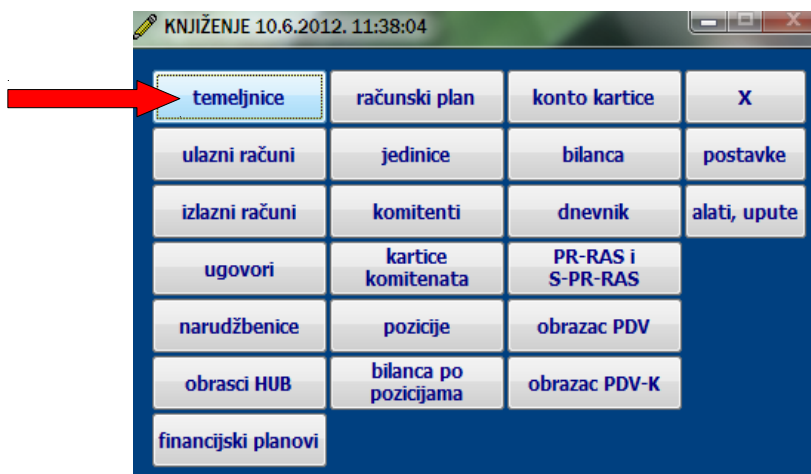 KNJIŽENJE 10.6.2012. 11:38:04
temeljnice
računski plan
konto kartice
X
ulazni računi
jedinice
bilanca
postavke
izlazni računi
komitenti
dnevnik
alati, upute
ugovori
kartice
komitenata
PR-RAS i
S-PR-RAS
narudžbenice
pozicije
obrazac PDV
obrasci HUB
bilanca po
pozicijama
obrazac PDV-K
financijski planovi